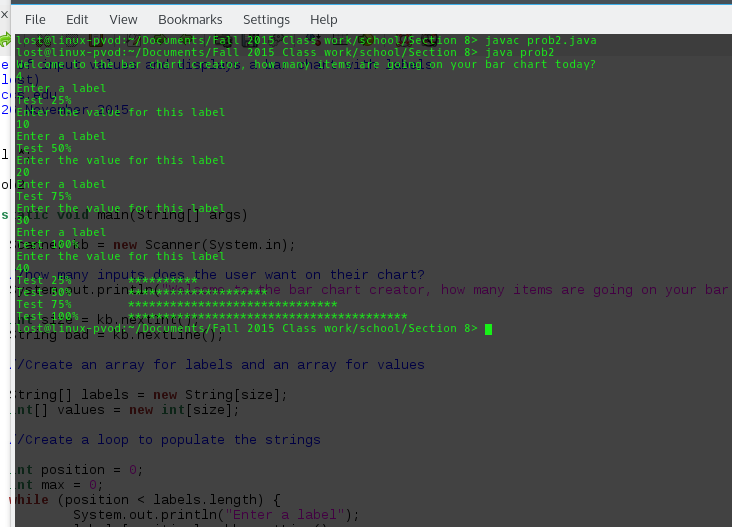 File Edit View Bookmarks Settings Help
lost@linux-pvod:~/Documents/Fall 2015 Class work/school/Section 8> javac prob2.java
lost@linux-pvod:~/Documents/Fall 2015 Class work/school/Section 8> java prob2
Welcome to the bar chart creator, how many items are going on your bar chart today?
4
Enter a label
Test 25%
Enter the value for this label
10
Enter a label
Test 50%
Enter the value for this label
20
Enter a label
Test 75%
Enter the value for this label
30
Enter a label
Test 100%
Enter the value for this label
40
Test 25% **********
Test 50% ********************
Test 75% ******************************
Test 100% ****************************************
lost@linux-pvod:~/Documents/Fall 2015 Class work/school/Section 8>
November 2015
static void main(String[] args)
Scanner kb = new Scanner(System.in);
//how many inputs does the user want on their chart?
System.out.println("Welcome to the bar chart creator, how many items are going on your bar
int size = kb.nextInt();
String bad = kb.nextLine();
//Create an array for labels and an array for values
String[] labels = new String[size];
int[] values = new int[size];
//Create a loop to populate the strings
int position = 0;
int max = 0;
while (position < labels.length) {
System.out.println("Enter a label");